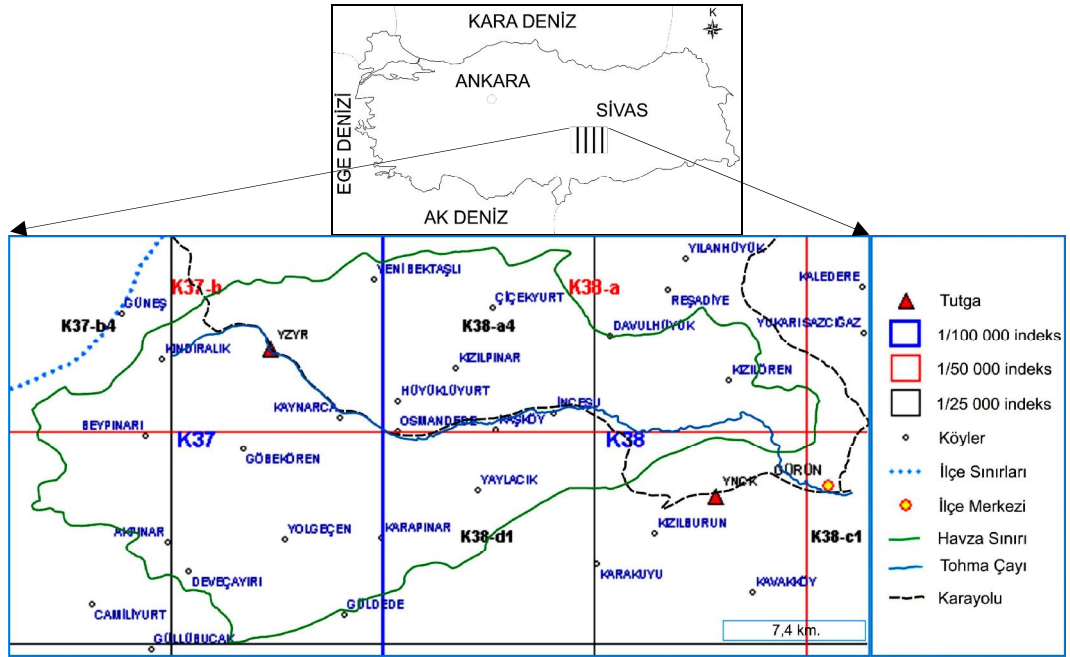 KARA DENİZ
K
ANKARA
SİVAS
EGE DENİZİ
AK DENİZ
YILANHÜYÜK
YENİ BEKTAŞLI
KALEDERE
K37-b
K38-a
REŞADİYE
GÜNEŞ
ÇİÇEKYURT
K37-b4
K38-a4
DAVULHÜYÜK
YUKARISAZCIĞAZ
YZYR
KINDIRALIK
KIZILPINAR
KIZILÖREN
HÜYÜKLÜYURT
KAYNARCA
İNCESU
BEYPINARI
OSMANDEDE
KAŞKÖY
K37
K38
GÖBEKÖREN
GÜRÜN
YAYLACIK
YNCK
KIZILBURUN
AKPINAR
YOLGEÇEN
KARAPINAR
K38-d1
K38-c1
DEVEÇAYIRI
KARAKUYU
KAVAKKÖY
CAMİLİYURT
GÜLDEDE
GÜLLÜBUCAK
7,4 km.
Tutga
1/100 000 indeks
1/50 000 indeks
1/25 000 indeks
Köyler
İlçe Sınırları
İlçe Merkezi
Havza Sınırı
Tohma Çayı
Karayolu